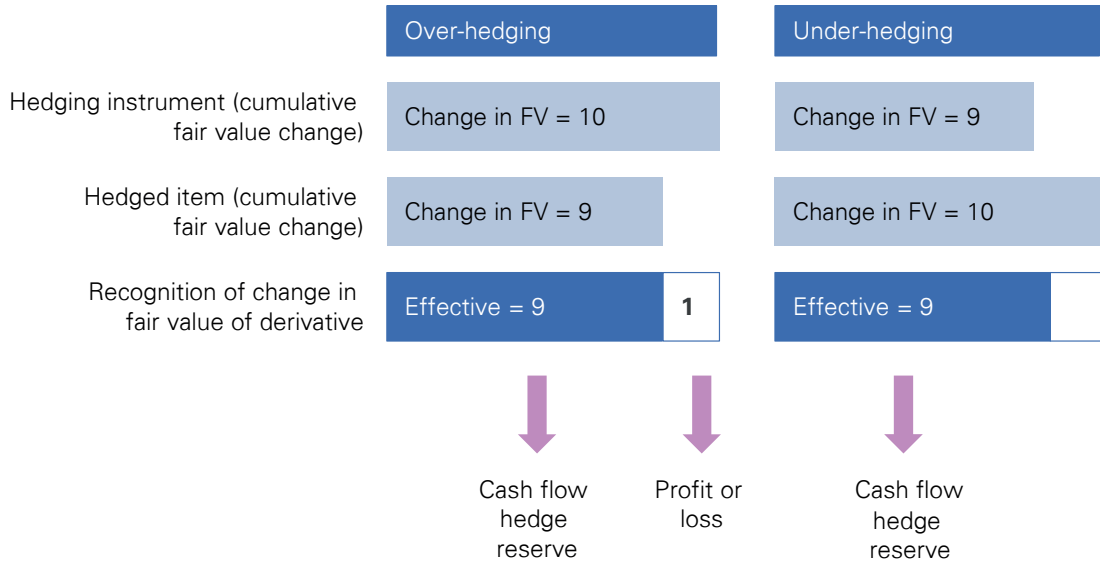 Over-hedging
Under-hedging
Hedging instrument (cumulative
fair value change)
Change in FV = 10
Change in FV = 9
Hedged item (cumulative
fair value change)
Change in FV = 9
Change in FV = 10
Recognition of change in
fair value of derivative
Effective = 9
1
Effective = 9
Cash flow
hedge
reserve
Profit or
loss
Cash flow
hedge
reserve